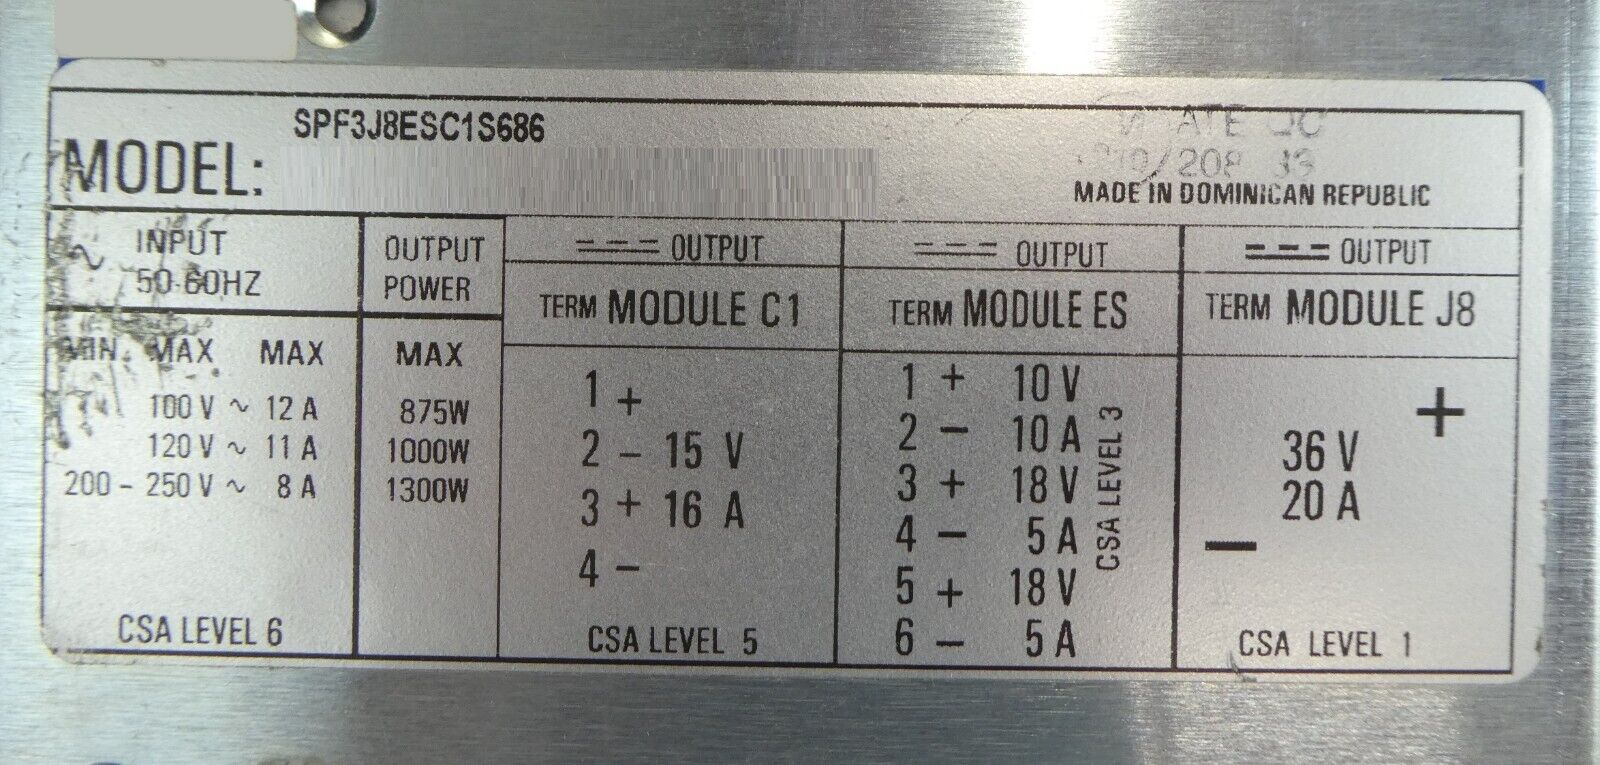 SPF3J8ESC1S686
MODEL:
MADE IN DOMINICAN REPUBLIC
∼ INPUT
50-60HZ
MIN. MAX MAX
100 V ∼ 12 A
120 V ∼ 11 A
200 - 250 V ∼ 8 A
CSA LEVEL 6
OUTPUT
POWER
MAX
875W
1000W
1300W
OUTPUT
TERM MODULE C1
1 +
2 - 15 V
3 + 16 A
4 -
CSA LEVEL 5
OUTPUT
TERM MODULE ES
1 + 10 V
2 - 10 A
3 + 18 V
4 - 5 A
5 + 18 V
6 - 5 A
CSA LEVEL 3
OUTPUT
TERM MODULE J8
+
36 V
20 A
-
CSA LEVEL 1